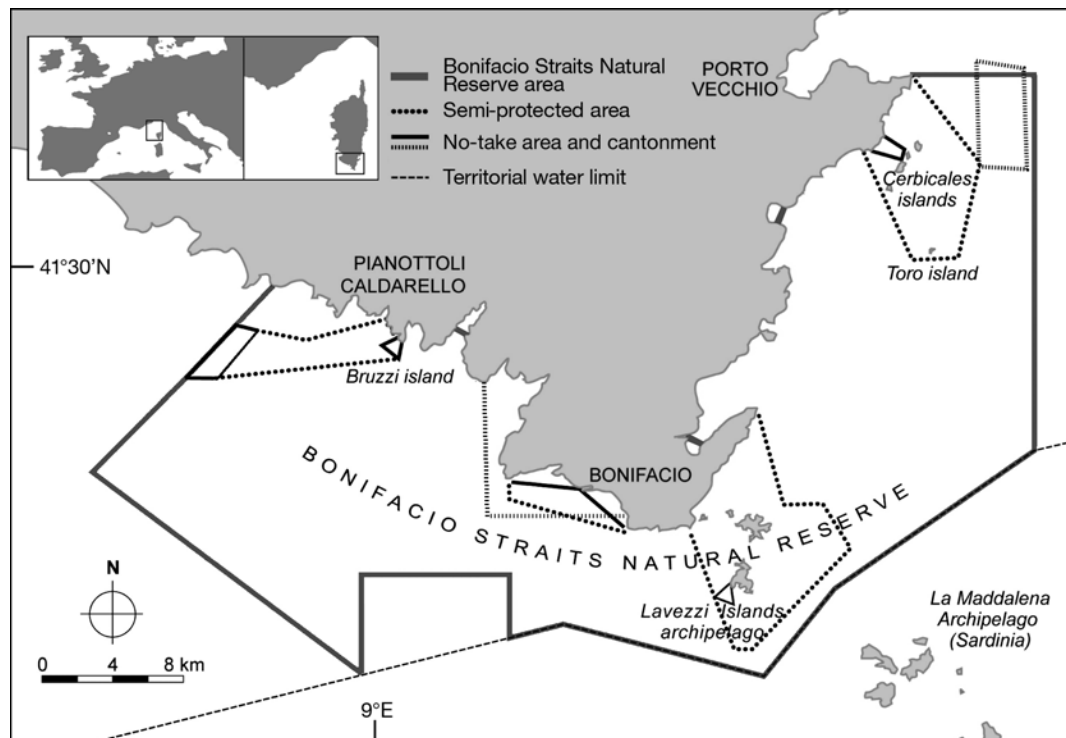 Bonifacio Straits Natural
Reserve area
Semi-protected area
No-take area and cantonment
Territorial water limit
PORTO
VECCHIO
Cerbicales
islands
Toro island
41°30'N
PIANOTTOLI
CALDARELLO
Bruzzi island
BONIFACIO
BONIFACIO STRAITS NATURAL RESERVE
Lavezzi Islands
archipelago
La Maddalena
Archipelago
(Sardinia)
N
0 4 8 km
9°E